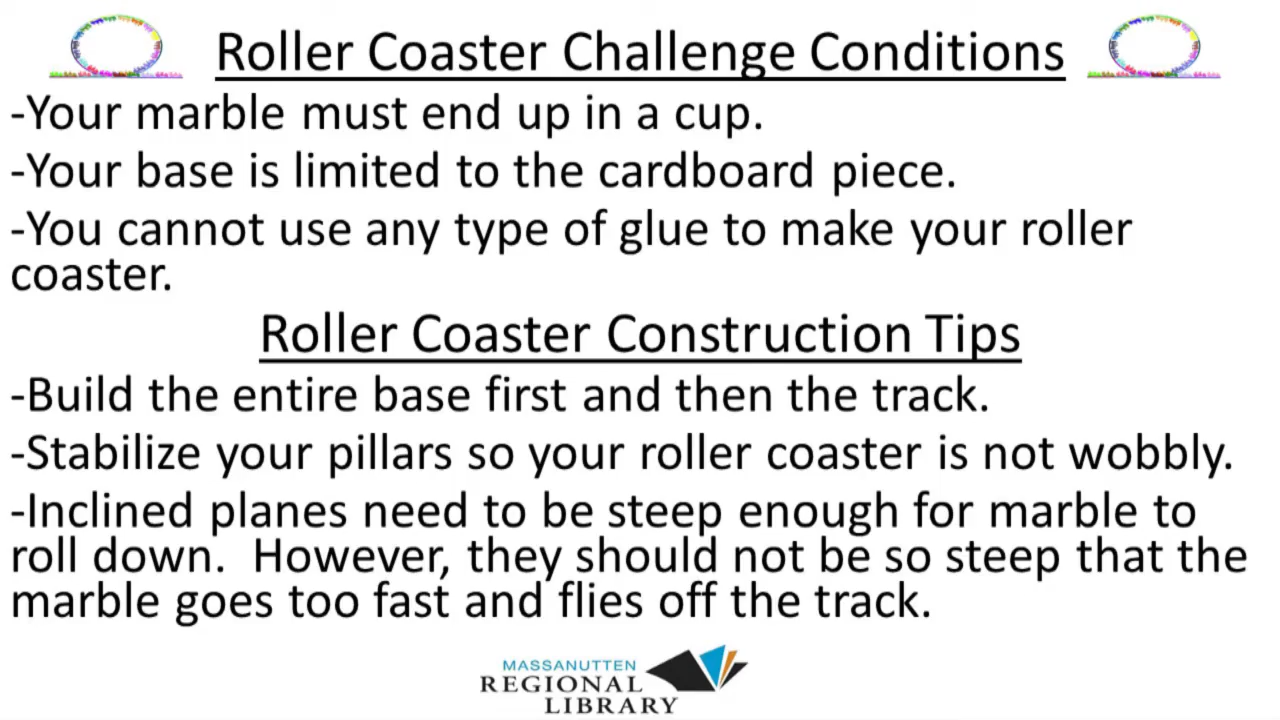 Roller Coaster Challenge Conditions
-Your marble must end up in a cup.
-Your base is limited to the cardboard piece.
-You cannot use any type of glue to make your roller
coaster.
Roller Coaster Construction Tips
-Build the entire base first and then the track.
-Stabilize your pillars so your roller coaster is not wobbly.
-Inclined planes need to be steep enough for marble to
roll down.  However, they should not be so steep that the
marble goes too fast and flies off the track.
MASSANUTTEN
REGIONAL
LIBRARY